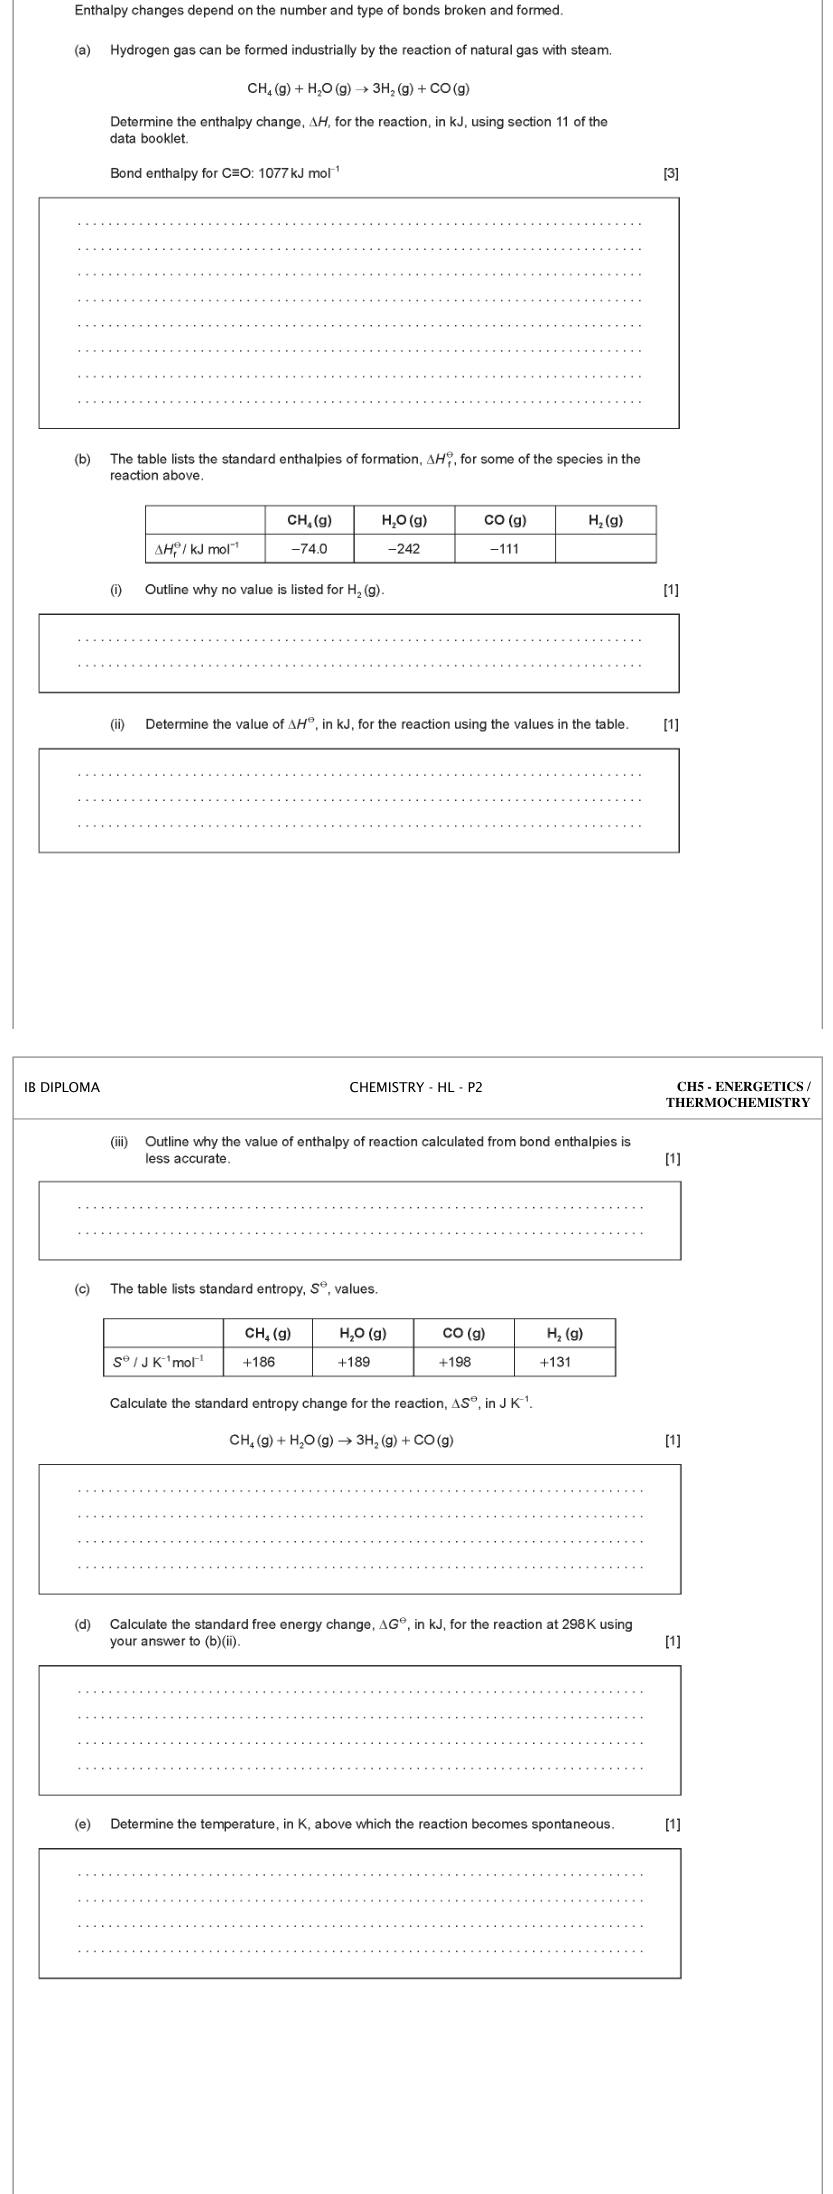 Enthalpy changes depend on the number and type of bonds broken and formed.
(a) Hydrogen gas can be formed industrially by the reaction of natural gas with steam.
CH₄ (g) + H₂O (g) → 3H₂ (g) + CO (g)
Determine the enthalpy change, ΔH, for the reaction, in kJ, using section 11 of the
data booklet.
Bond enthalpy for C≡O: 1077 kJ mol⁻¹ [3]
(b) The table lists the standard enthalpies of formation, ΔH_f^⊖, for some of the species in the
reaction above.
CH₄ (g) H₂O (g) CO (g) H₂ (g)
ΔH_f^⊖ / kJ mol⁻¹ −74.0 −242 −111
(i) Outline why no value is listed for H₂ (g). [1]
(ii) Determine the value of ΔH^⊖, in kJ, for the reaction using the values in the table. [1]
IB DIPLOMA CHEMISTRY - HL - P2 CH5 - ENERGETICS /
THERMOCHEMISTRY
(iii) Outline why the value of enthalpy of reaction calculated from bond enthalpies is
less accurate. [1]
(c) The table lists standard entropy, S^⊖, values.
CH₄ (g) H₂O (g) CO (g) H₂ (g)
S^⊖ / J K⁻¹ mol⁻¹ +186 +189 +198 +131
Calculate the standard entropy change for the reaction, ΔS^⊖, in J K⁻¹.
CH₄ (g) + H₂O (g) → 3H₂ (g) + CO (g) [1]
(d) Calculate the standard free energy change, ΔG^⊖, in kJ, for the reaction at 298 K using
your answer to (b)(ii). [1]
(e) Determine the temperature, in K, above which the reaction becomes spontaneous. [1]